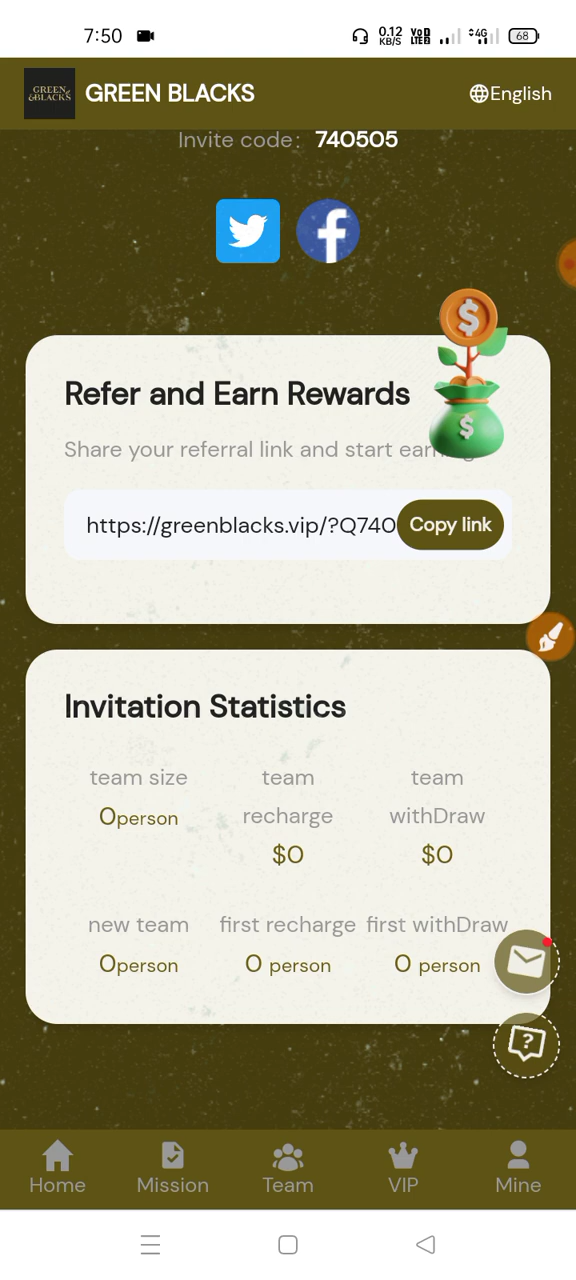 7:50
0.12 KB/S
4G
68
GREEN & BLACKS
GREEN BLACKS
English
Invite code: 740505
Refer and Earn Rewards
Share your referral link and start
https://greenblacks.vip/?Q740
Copy link
Invitation Statistics
team size
0person
team recharge
$0
team withDraw
$0
new team
0person
first recharge
0 person
first withDraw
0 person
Home
Mission
Team
VIP
Mine